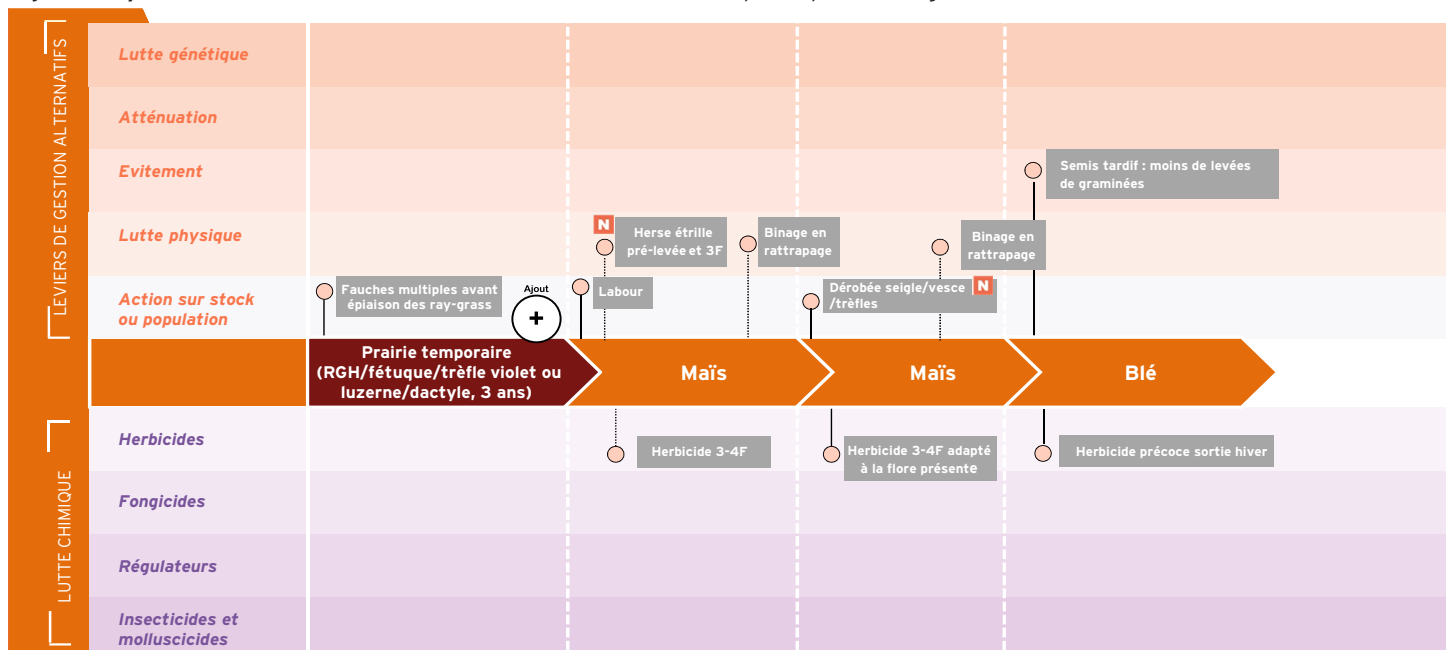 LEVIERS DE GESTION ALTERNATIFS
Lutte génétique
Atténuation
Evitement
Semis tardif : moins de levées
de graminées
Lutte physique
N
Herse étrille
pré-levée et 3F
Binage en
rattrapage
Binage en
rattrapage
Action sur stock
ou population
Fauches multiples avant
épiaison des ray-grass
Ajout
+
Labour
Dérobée seigle/vesce
/trèfles
N
Prairie temporaire
(RGH/fétuque/trèfle violet ou
luzerne/dactyle, 3 ans)
Maïs
Maïs
Blé
LUTTE CHIMIQUE
Herbicides
Herbicide 3-4F
Herbicide 3-4F adapté
à la flore présente
Herbicide précoce sortie hiver
Fongicides
Régulateurs
Insecticides et
molluscicides